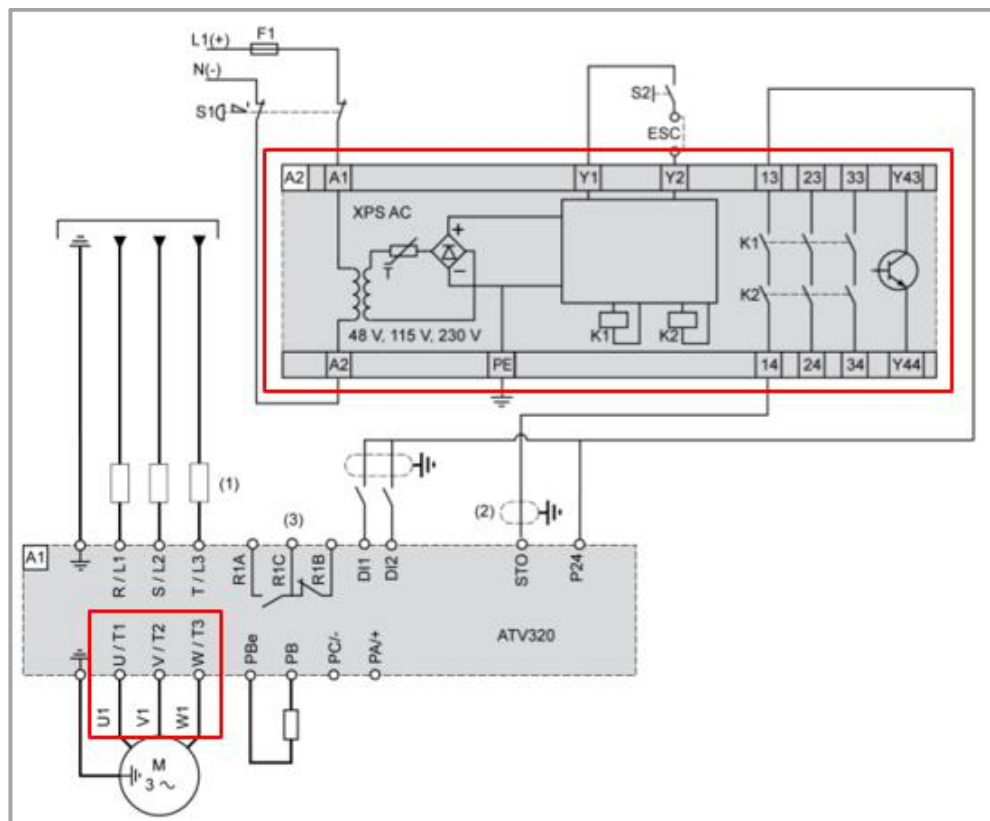 L1(+) F1
N(-)
S1
S2
ESC
A2 A1 Y1 Y2 13 23 33 Y43
XPS AC
+
T
−
48 V, 115 V, 230 V
K1
K2
K1 K2
A2 PE 14 24 34 Y44
(1)
(2)
(3)
A1
R / L1 S / L2 T / L3 R1A R1C R1B DI1 DI2 STO P24
ATV320
U / T1 V / T2 W / T3 PBe PB PC/- PA/+
U1 V1 W1
M
3 ~